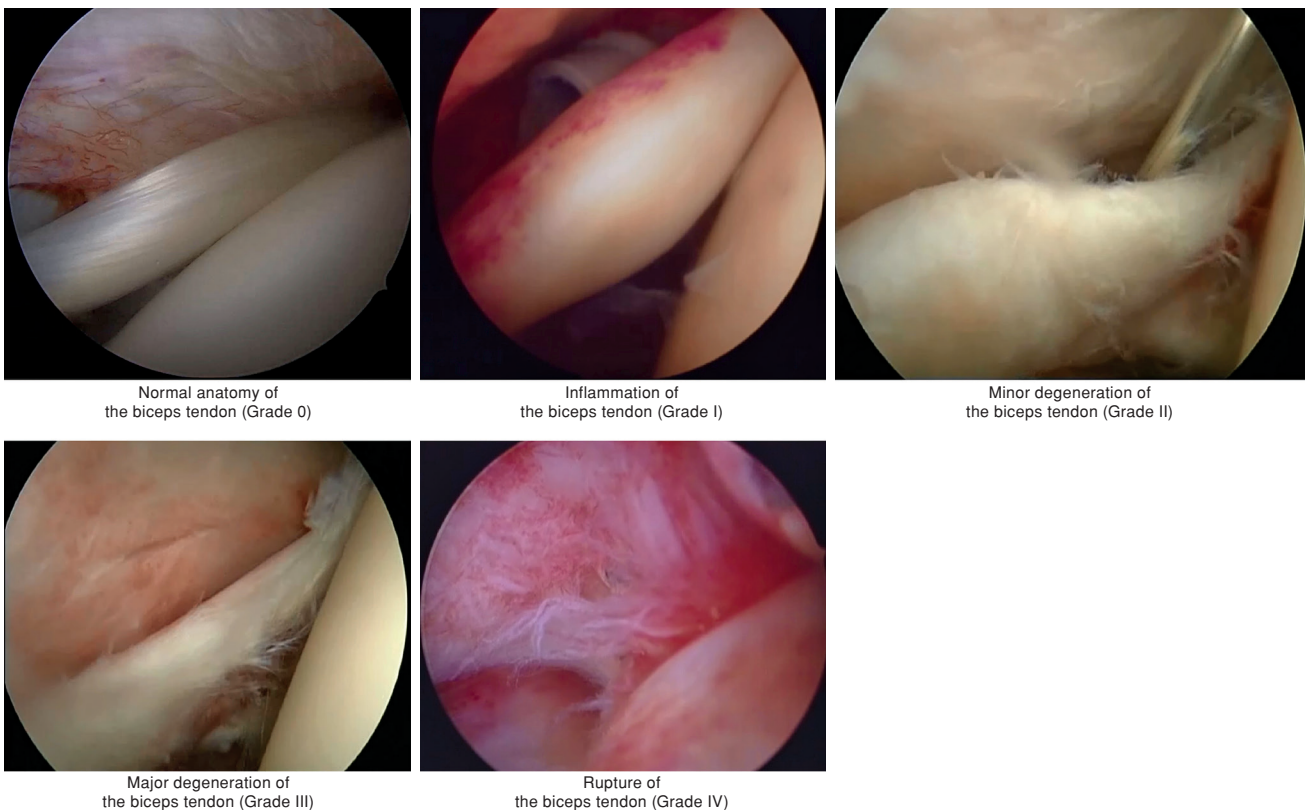 Normal anatomy of
the biceps tendon (Grade 0)
Inflammation of
the biceps tendon (Grade I)
Minor degeneration of
the biceps tendon (Grade II)
Major degeneration of
the biceps tendon (Grade III)
Rupture of
the biceps tendon (Grade IV)